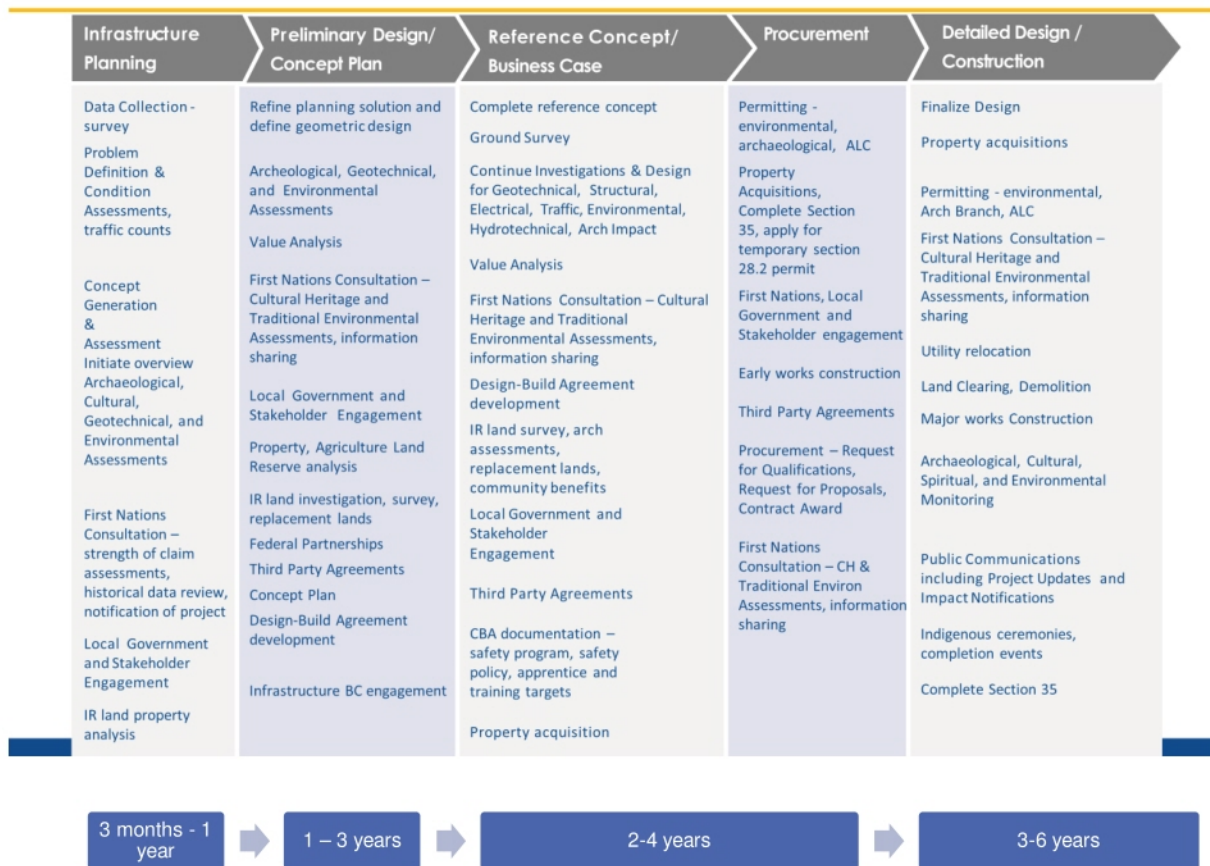 Infrastructure
Planning
Data Collection -
survey
Problem
Definition &
Condition
Assessments,
traffic counts
Concept
Generation
&
Assessment
Initiate overview
Archaeological,
Cultural,
Geotechnical, and
Environmental
Assessments
First Nations
Consultation –
strength of claim
assessments,
historical data review,
notification of project
Local Government
and Stakeholder
Engagement
IR land property
analysis
Preliminary Design/
Concept Plan
Refine planning solution and
define geometric design
Archeological, Geotechnical,
and Environmental
Assessments
Value Analysis
First Nations Consultation –
Cultural Heritage and
Traditional Environmental
Assessments, information
sharing
Local Government and
Stakeholder Engagement
Property, Agriculture Land
Reserve analysis
IR land investigation, survey,
replacement lands
Federal Partnerships
Third Party Agreements
Concept Plan
Design-Build Agreement
development
Infrastructure BC engagement
Reference Concept/
Business Case
Complete reference concept
Ground Survey
Continue Investigations & Design
for Geotechnical, Structural,
Electrical, Traffic, Environmental,
Hydrotechnical, Arch Impact
Value Analysis
First Nations Consultation – Cultural
Heritage and Traditional
Environmental Assessments,
information sharing
Design-Build Agreement
development
IR land survey, arch
assessments,
replacement lands,
community benefits
Local Government and
Stakeholder
Engagement
Third Party Agreements
CBA documentation –
safety program, safety
policy, apprentice and
training targets
Property acquisition
Procurement
Permitting -
environmental,
archaeological, ALC
Property
Acquisitions,
Complete Section
35, apply for
temporary section
28.2 permit
First Nations, Local
Government and
Stakeholder engagement
Early works construction
Third Party Agreements
Procurement – Request
for Qualifications,
Request for Proposals,
Contract Award
First Nations
Consultation – CH &
Traditional Environ
Assessments, information
sharing
Detailed Design /
Construction
Finalize Design
Property acquisitions
Permitting - environmental,
Arch Branch, ALC
First Nations Consultation –
Cultural Heritage and
Traditional Environmental
Assessments, information
sharing
Utility relocation
Land Clearing, Demolition
Major works Construction
Archaeological, Cultural,
Spiritual, and Environmental
Monitoring
Public Communications
including Project Updates and
Impact Notifications
Indigenous ceremonies,
completion events
Complete Section 35
3 months - 1
year
1 – 3 years
2-4 years
3-6 years